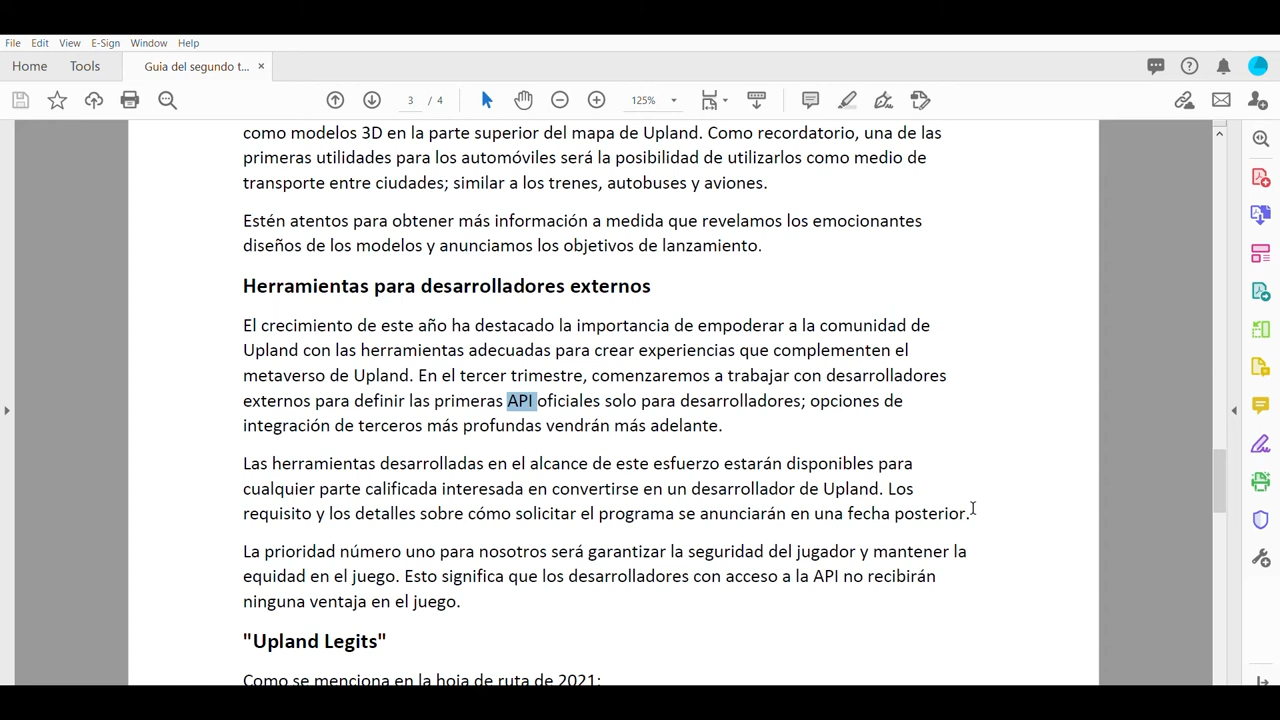 File Edit View E-Sign Window Help
Home Tools Guia del segundo t... ×
3 / 4 125%
como modelos 3D en la parte superior del mapa de Upland. Como recordatorio, una de las
primeras utilidades para los automóviles será la posibilidad de utilizarlos como medio de
transporte entre ciudades; similar a los trenes, autobuses y aviones.
Estén atentos para obtener más información a medida que revelamos los emocionantes
diseños de los modelos y anunciamos los objetivos de lanzamiento.
Herramientas para desarrolladores externos
El crecimiento de este año ha destacado la importancia de empoderar a la comunidad de
Upland con las herramientas adecuadas para crear experiencias que complementen el
metaverso de Upland. En el tercer trimestre, comenzaremos a trabajar con desarrolladores
externos para definir las primeras API oficiales solo para desarrolladores; opciones de
integración de terceros más profundas vendrán más adelante.
Las herramientas desarrolladas en el alcance de este esfuerzo estarán disponibles para
cualquier parte calificada interesada en convertirse en un desarrollador de Upland. Los
requisito y los detalles sobre cómo solicitar el programa se anunciarán en una fecha posterior.
La prioridad número uno para nosotros será garantizar la seguridad del jugador y mantener la
equidad en el juego. Esto significa que los desarrolladores con acceso a la API no recibirán
ninguna ventaja en el juego.
"Upland Legits"
Como se menciona en la hoja de ruta de 2021: